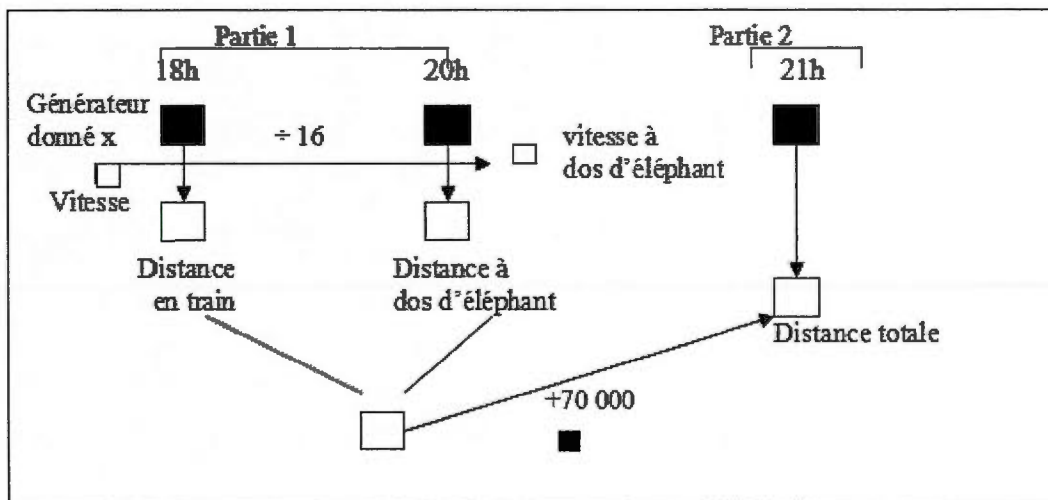 Partie 1
Partie 2
18h
20h
21h
Générateur
donné x
÷ 16
vitesse à
dos d'éléphant
Vitesse
Distance
en train
Distance à
dos d'éléphant
Distance totale
+70 000